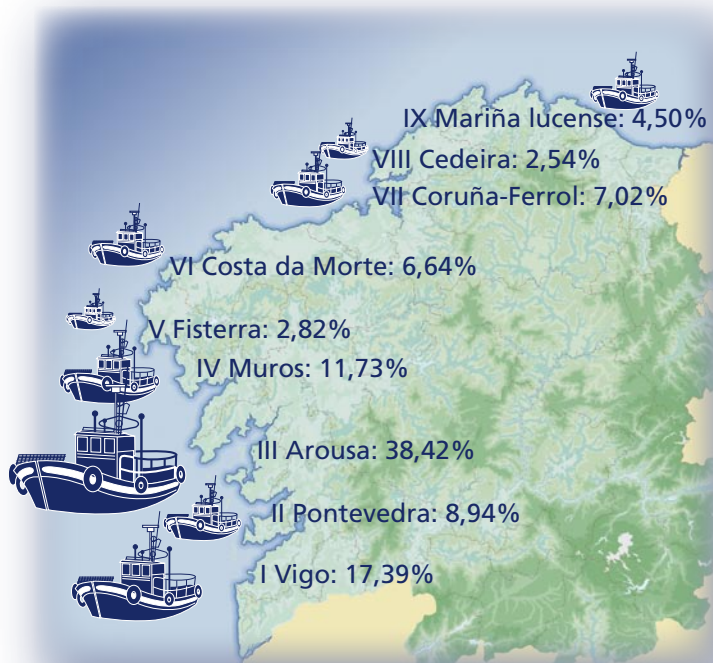 IX Mariña lucense: 4,50%
VIII Cedeira: 2,54%
VII Coruña-Ferrol: 7,02%
VI Costa da Morte: 6,64%
V Fisterra: 2,82%
IV Muros: 11,73%
III Arousa: 38,42%
II Pontevedra: 8,94%
I Vigo: 17,39%